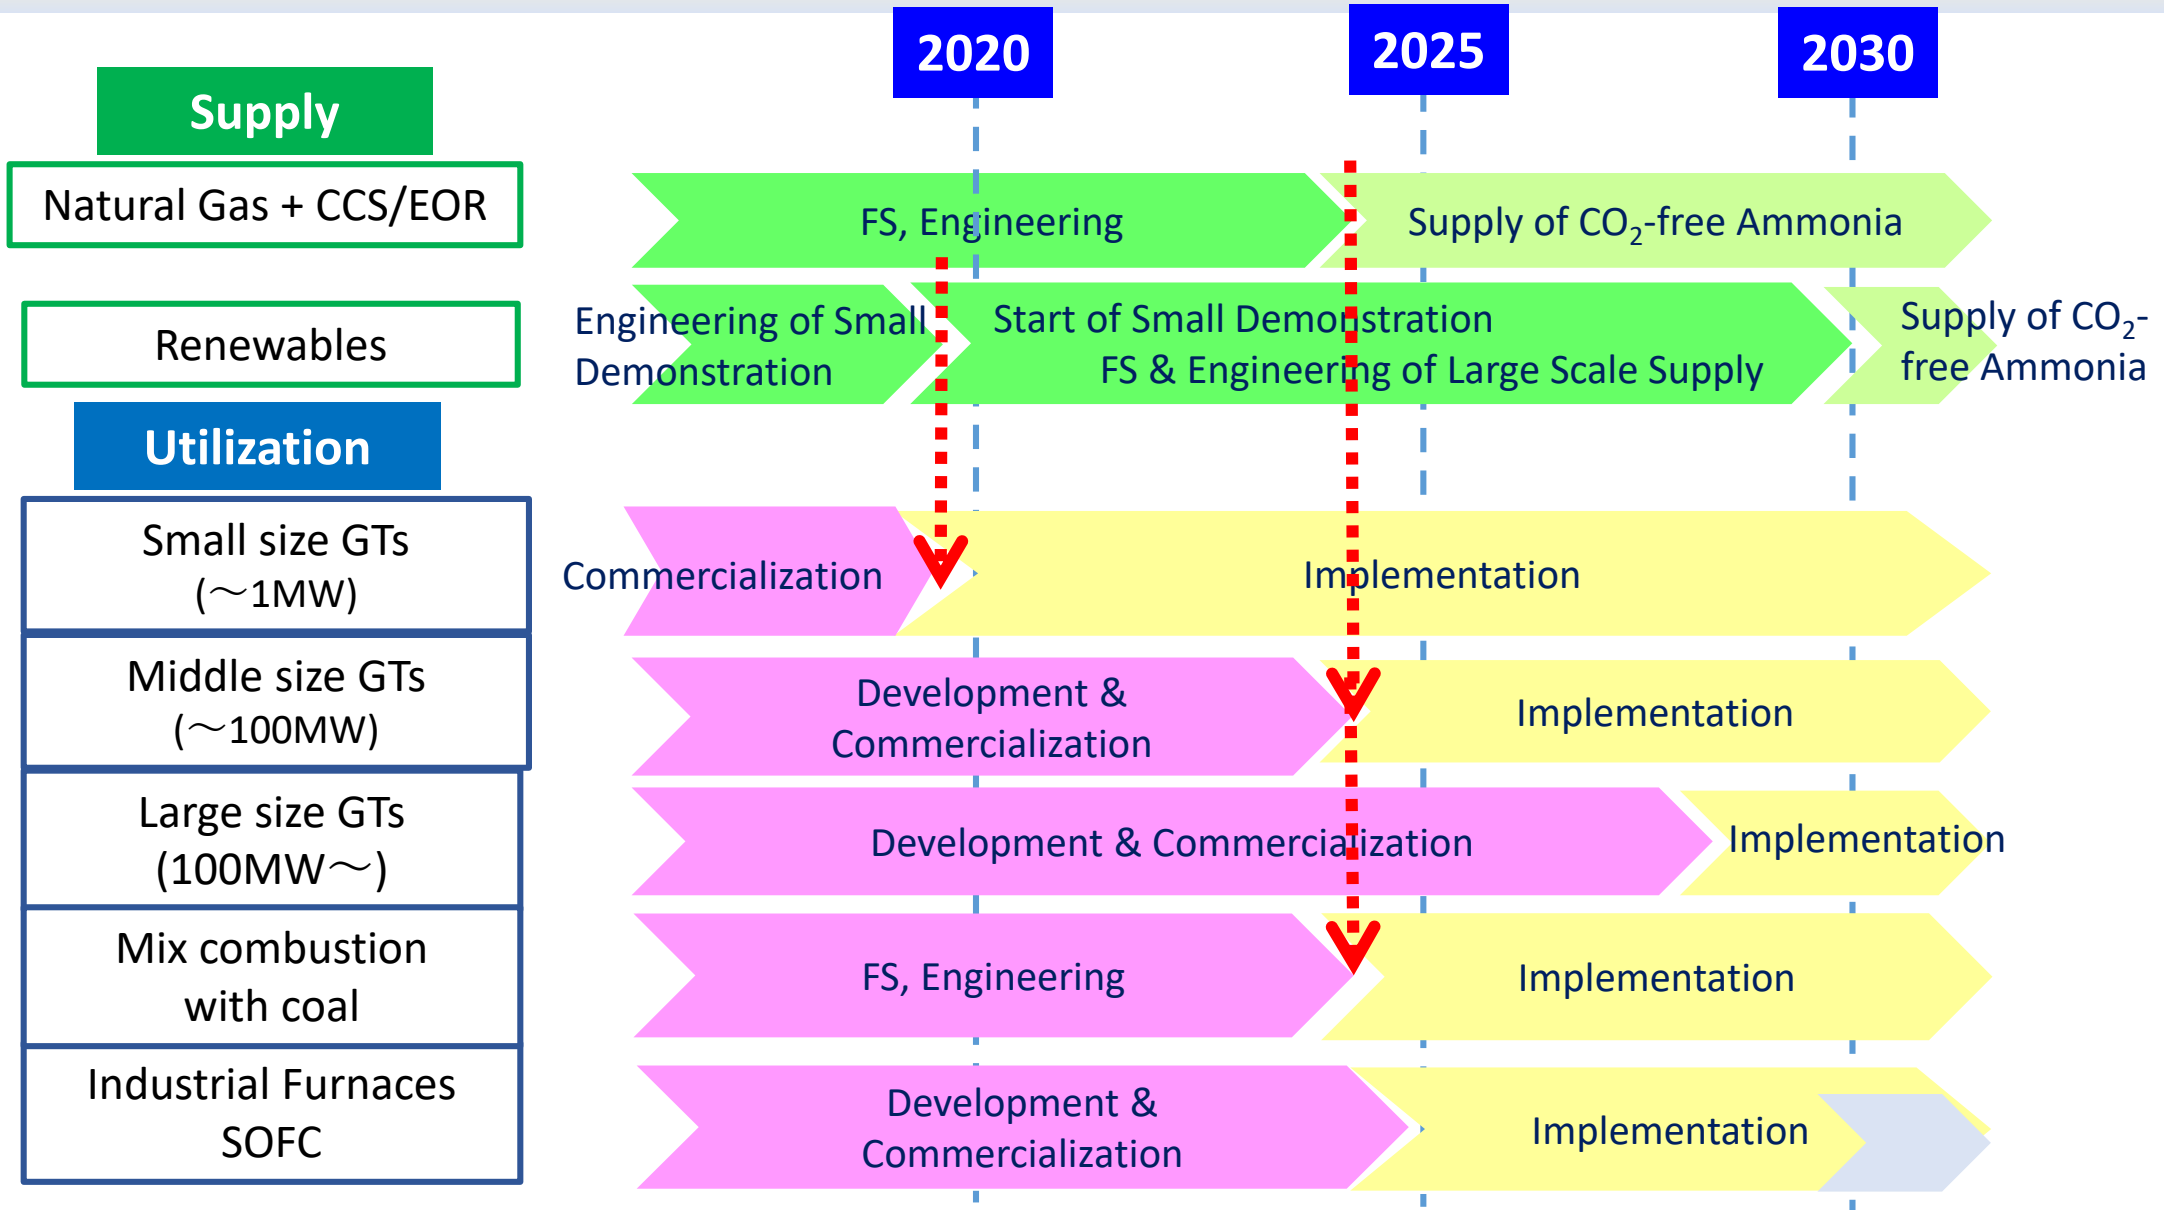 2020
2025
2030
Supply
Natural Gas + CCS/EOR
FS, Engineering
Supply of CO₂-free Ammonia
Renewables
Engineering of Small
Demonstration
Start of Small Demonstration
FS & Engineering of Large Scale Supply
Supply of CO₂-
free Ammonia
Utilization
Small size GTs
(～1MW)
Commercialization
Implementation
Middle size GTs
(～100MW)
Development &
Commercialization
Implementation
Large size GTs
(100MW～)
Development & Commercialization
Implementation
Mix combustion
with coal
FS, Engineering
Implementation
Industrial Furnaces
SOFC
Development &
Commercialization
Implementation